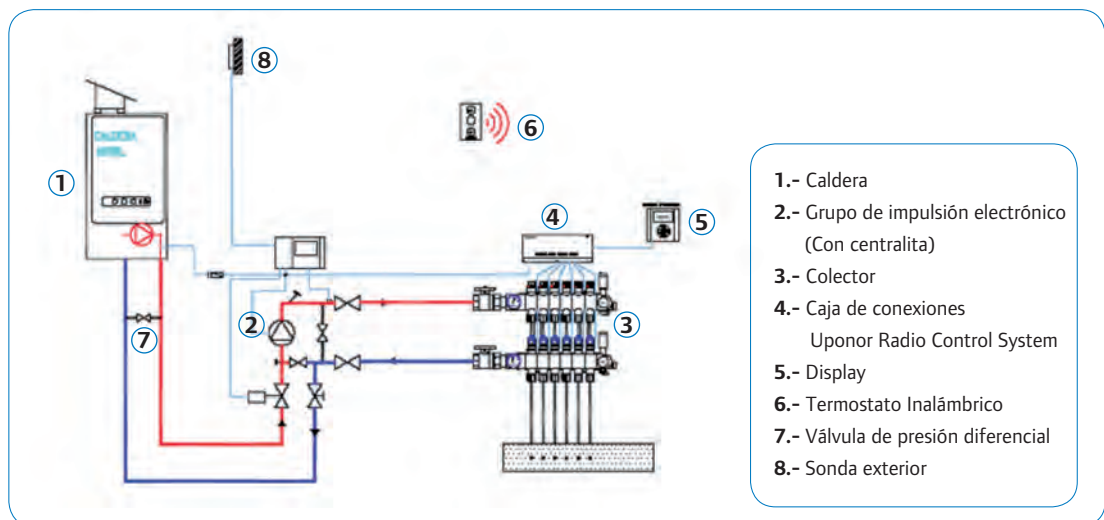 8
6
1
CALDERA
4
5
2
3
7
1.- Caldera
2.- Grupo de impulsión electrónico
(Con centralita)
3.- Colector
4.- Caja de conexiones
Uponor Radio Control System
5.- Display
6.- Termostato Inalámbrico
7.- Válvula de presión diferencial
8.- Sonda exterior